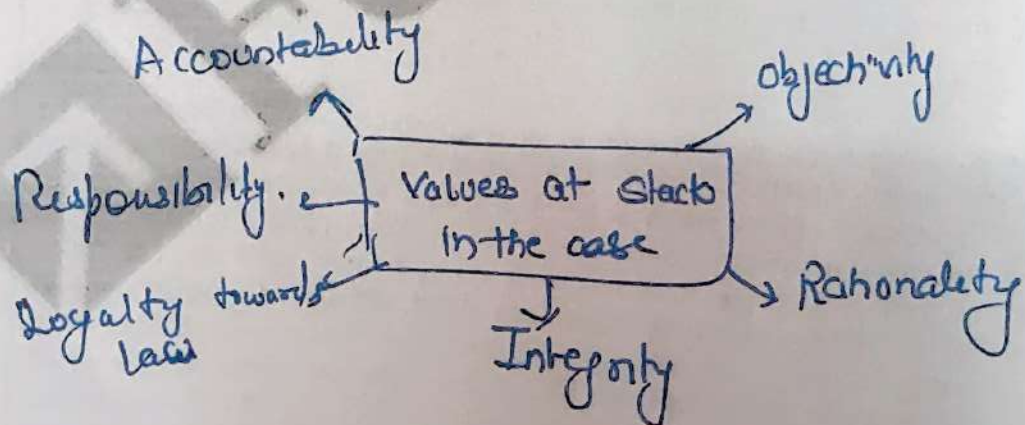 Accountability
Objectivity
Responsibility.
Values at stack
in the case
Loyalty towards
Law
Rationality
Integrity